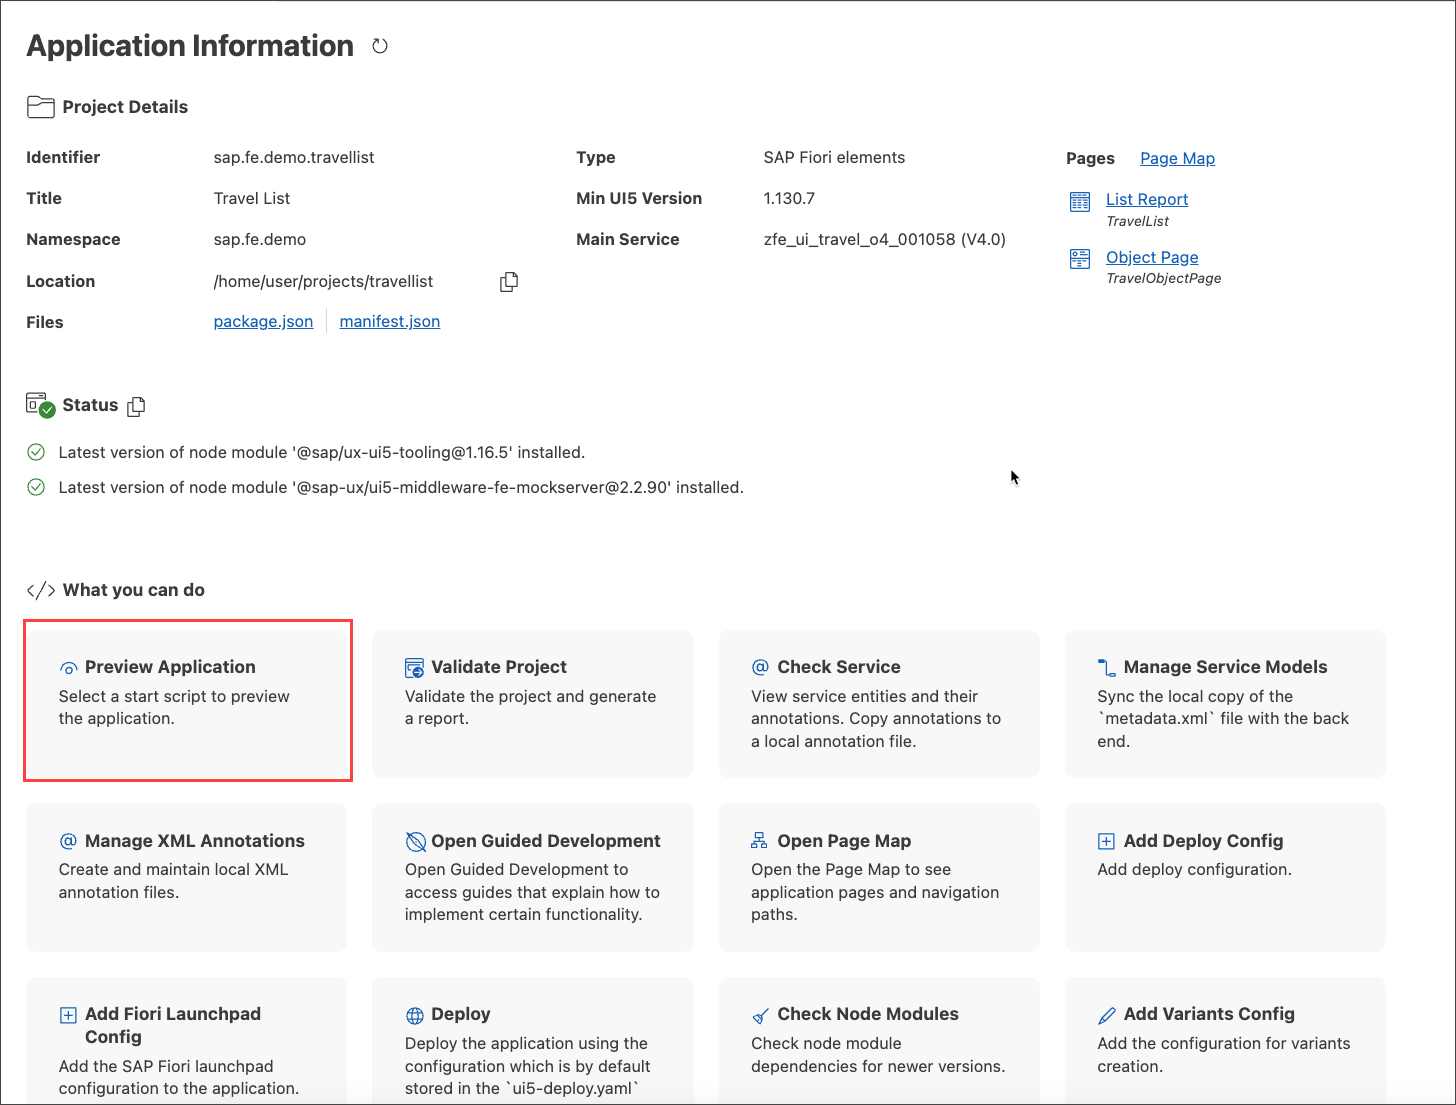 Application Information
Project Details
Identifier sap.fe.demo.travellist
Title Travel List
Namespace sap.fe.demo
Location /home/user/projects/travellist
Files package.json manifest.json
Type SAP Fiori elements
Min UI5 Version 1.130.7
Main Service zfe_ui_travel_o4_001058 (V4.0)
Pages Page Map
List Report
TravelList
Object Page
TravelObjectPage
Status
Latest version of node module '@sap/ux-ui5-tooling@1.16.5' installed.
Latest version of node module '@sap-ux/ui5-middleware-fe-mockserver@2.2.90' installed.
What you can do
Preview Application
Select a start script to preview
the application.
Validate Project
Validate the project and generate
a report.
Check Service
View service entities and their
annotations. Copy annotations to
a local annotation file.
Manage Service Models
Sync the local copy of the
`metadata.xml` file with the back
end.
Manage XML Annotations
Create and maintain local XML
annotation files.
Open Guided Development
Open Guided Development to
access guides that explain how to
implement certain functionality.
Open Page Map
Open the Page Map to see
application pages and navigation
paths.
Add Deploy Config
Add deploy configuration.
Add Fiori Launchpad
Config
Add the SAP Fiori launchpad
configuration to the application.
Deploy
Deploy the application using the
configuration which is by default
stored in the `ui5-deploy.yaml`
Check Node Modules
Check node module
dependencies for newer versions.
Add Variants Config
Add the configuration for variants
creation.